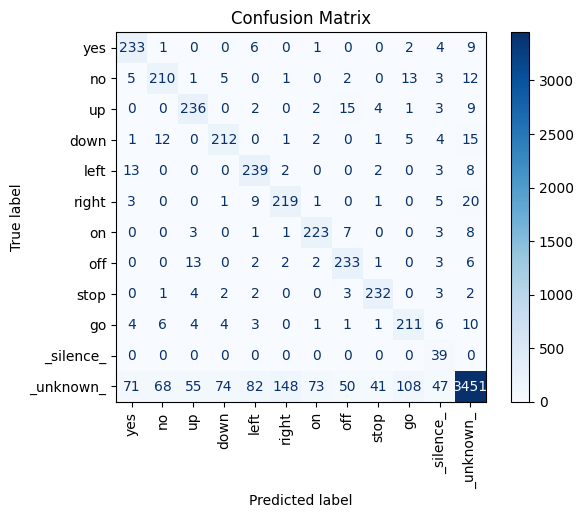 Confusion Matrix
True label
yes 233 1 0 0 6 0 1 0 0 2 4 9
no 5 210 1 5 0 1 0 2 0 13 3 12
up 0 0 236 0 2 0 2 15 4 1 3 9
down 1 12 0 212 0 1 2 0 1 5 4 15
left 13 0 0 0 239 2 0 0 2 0 3 8
right 3 0 0 1 9 219 1 0 1 0 5 20
on 0 0 3 0 1 1 223 7 0 0 3 8
off 0 0 13 0 2 2 2 233 1 0 3 6
stop 0 1 4 2 2 0 0 3 232 0 3 2
go 4 6 4 4 3 0 1 1 1 211 6 10
_silence_ 0 0 0 0 0 0 0 0 0 0 39 0
_unknown_ 71 68 55 74 82 148 73 50 41 108 47 3451
yes no up down left right on off stop go _silence_ _unknown_
Predicted label
3000
2500
2000
1500
1000
500
0